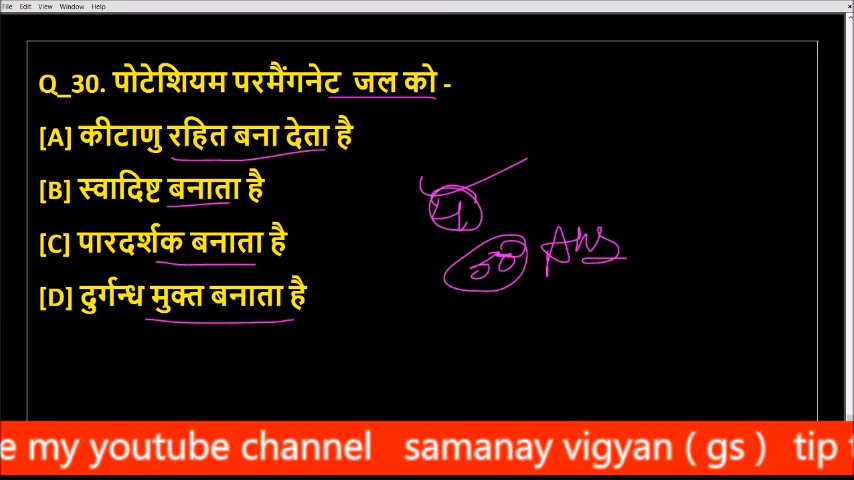 File Edit View Window Help
Q_30. पोटेशियम परमैंगनेट जल को -
[A] कीटाणु रहित बना देता है
[B] स्वादिष्ट बनाता है
[C] पारदर्शक बनाता है
[D] दुर्गन्ध मुक्त बनाता है
Ans
e my youtube channel samanay vigyan ( gs ) tip t